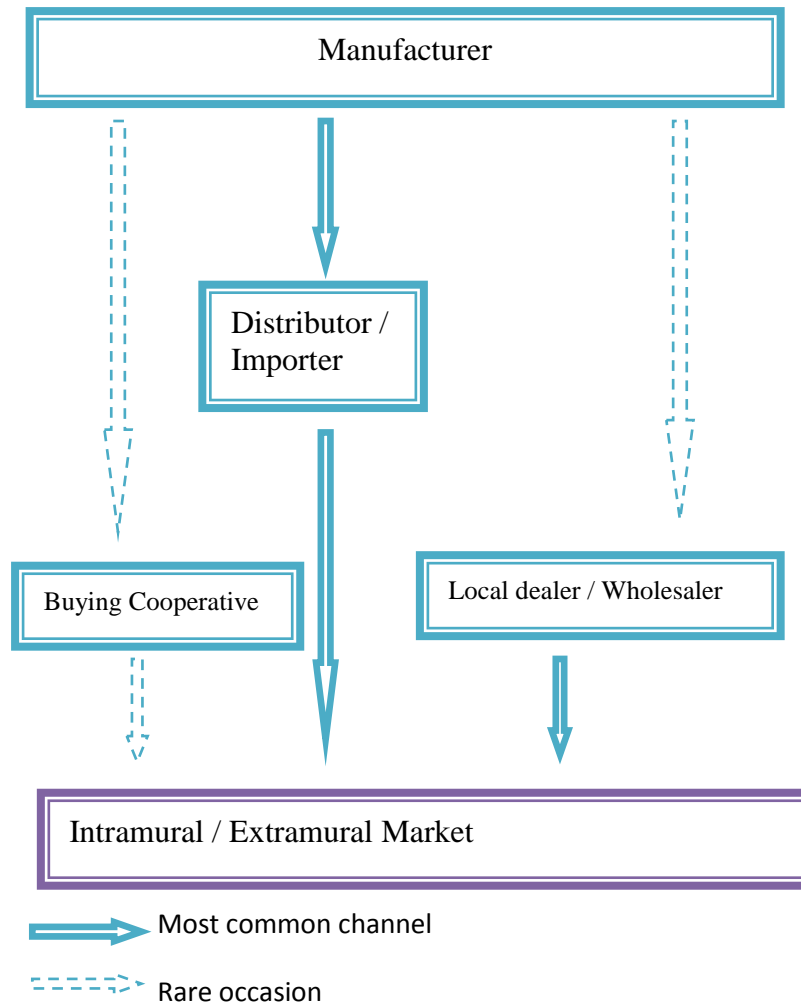 Manufacturer
Distributor /
Importer
Buying Cooperative
Local dealer / Wholesaler
Intramural / Extramural Market
Most common channel
Rare occasion